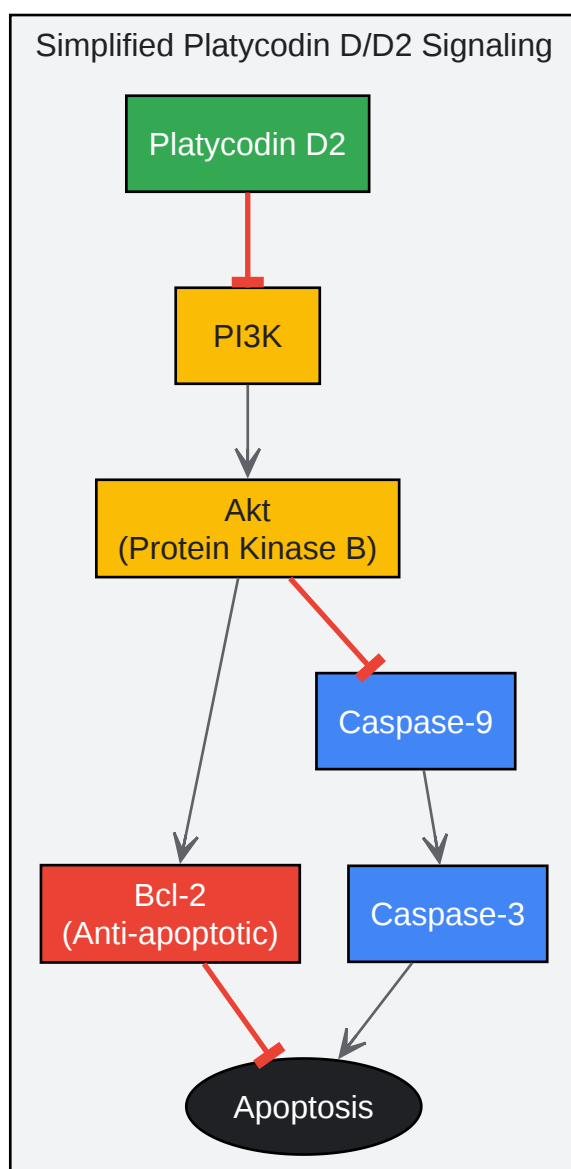 Simplified Platycodin D/D2 Signaling
Platycodin D2
PI3K
Akt
(Protein Kinase B)
Caspase-9
Bcl-2
(Anti-apoptotic)
Caspase-3
Apoptosis